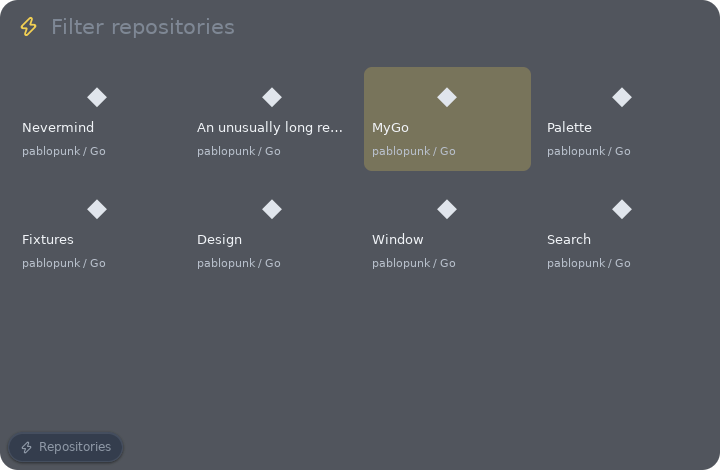 Filter repositories
Nevermind
pablopunk / Go
An unusually long re…
pablopunk / Go
MyGo
pablopunk / Go
Palette
pablopunk / Go
Fixtures
pablopunk / Go
Design
pablopunk / Go
Window
pablopunk / Go
Search
pablopunk / Go
Repositories